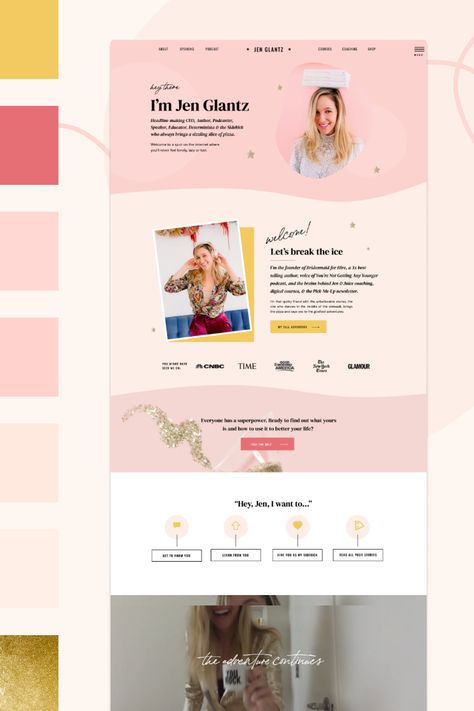 ABOUT SPEAKING PODCAST JEN GLANTZ COURSES COACHING SHOP
MENU
hey there
I'm Jen Glantz
Headline-making CEO, Author, Podcaster,
Speaker, Educator, Determinista & the Sidekick
who always brings a sizzling slice of pizza.
Welcome to a spot on the internet where
you'll never feel lonely, lazy or lost.
welcome!
Let's break the ice
I'm the founder of Bridesmaid for Hire, a 3x best
selling author, voice of You're Not Getting Any Younger
podcast, and the brains behind Jen & Juice coaching,
digital courses, & the Pick-Me-Up newsletter.
I'm that quirky friend with the unbelievable stories, the
one who dances in the middle of the sidewalk, brings
the pizza and says yes to the giddiest adventures.
MY FULL ADVENTURE
YOU MIGHT HAVE
SEEN ME ON:
CNBC
TIME
GOOD
MORNING
AMERICA
The
New York
Times
GLAMOUR
Everyone has a superpower. Ready to find out what yours
is and how to use it to better your life?
TAKE THE QUIZ
"Hey, Jen, I want to..."
GET TO KNOW YOU
LEARN FROM YOU
HIRE YOU AS MY SIDEKICK
READ ALL YOUR STORIES
the adventure continues
YOU
ROCK.